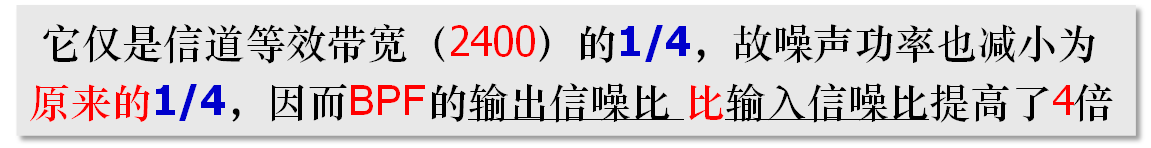 它仅是信道等效带宽（2400）的1/4，故噪声功率也减小为
原来的1/4，因而BPF的输出信噪比 比输入信噪比提高了4倍